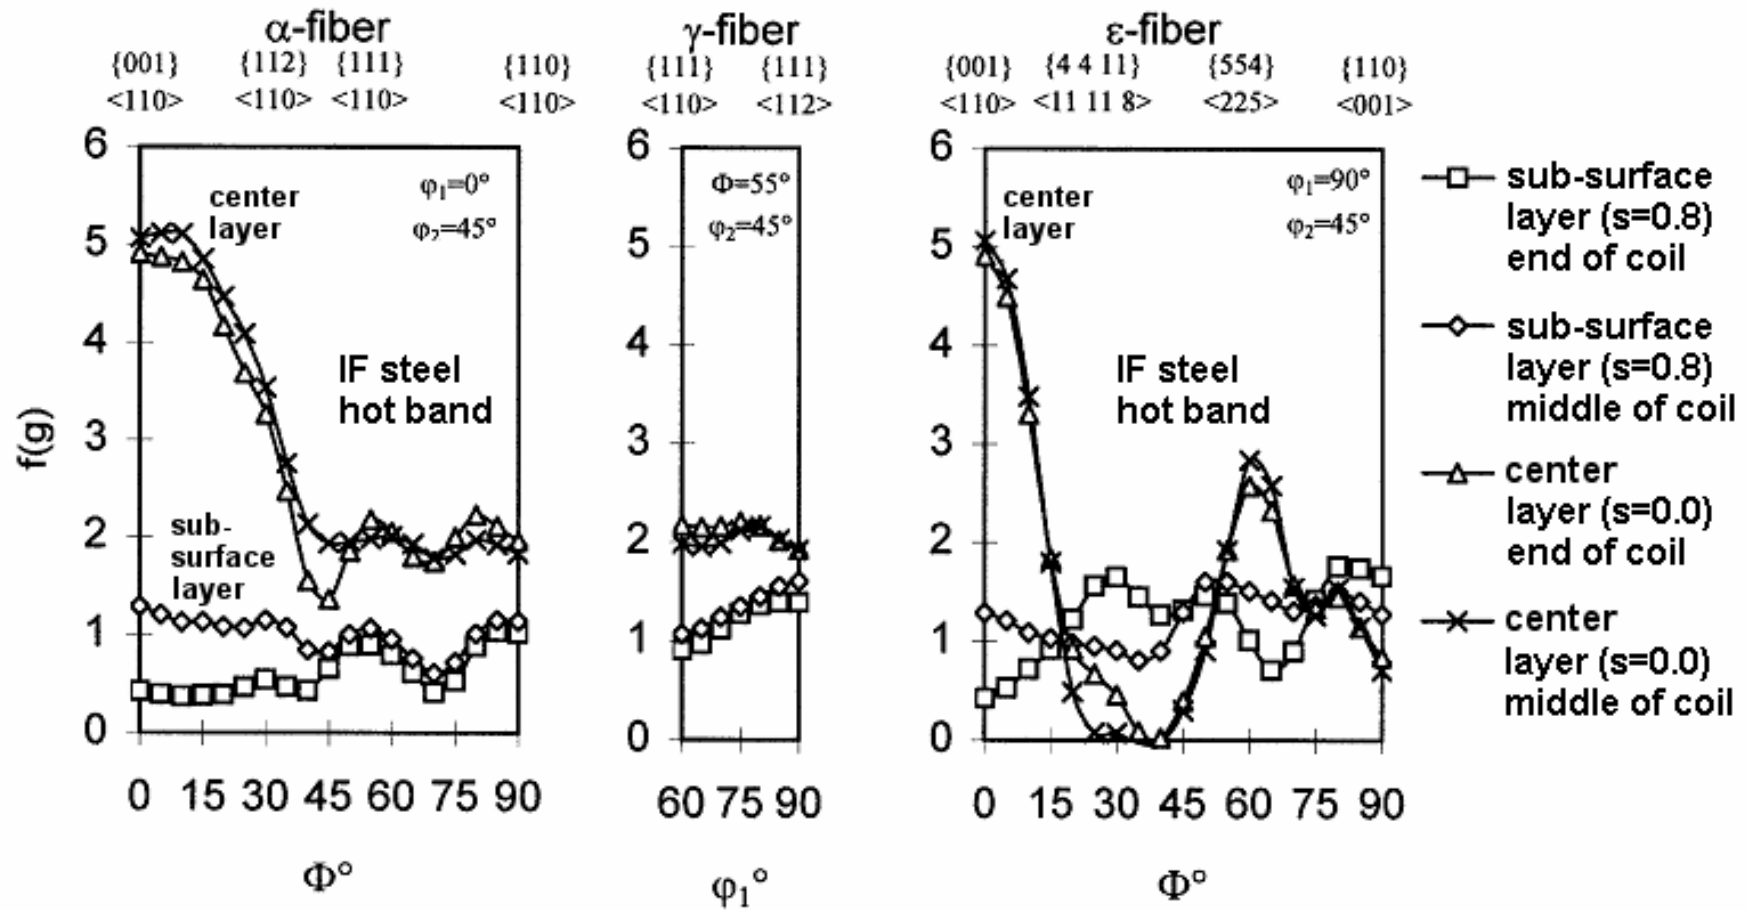 α-fiber
{001} {112} {111} {110}
<110> <110> <110> <110>
6
5
4
3
2
1
0
f(g)
center
layer
φ₁=0°
φ₂=45°
IF steel
hot band
sub-
surface
layer
0 15 30 45 60 75 90
Φ°
γ-fiber
{111} {111}
<110> <112>
6
5
4
3
2
1
0
Φ=55°
φ₂=45°
60 75 90
φ₁°
ε-fiber
{001} {4 4 11} {554} {110}
<110> <11 11 8> <225> <001>
6
5
4
3
2
1
0
center
layer
φ₁=90°
φ₂=45°
IF steel
hot band
0 15 30 45 60 75 90
Φ°
sub-surface
layer (s=0.8)
end of coil
sub-surface
layer (s=0.8)
middle of coil
center
layer (s=0.0)
end of coil
center
layer (s=0.0)
middle of coil